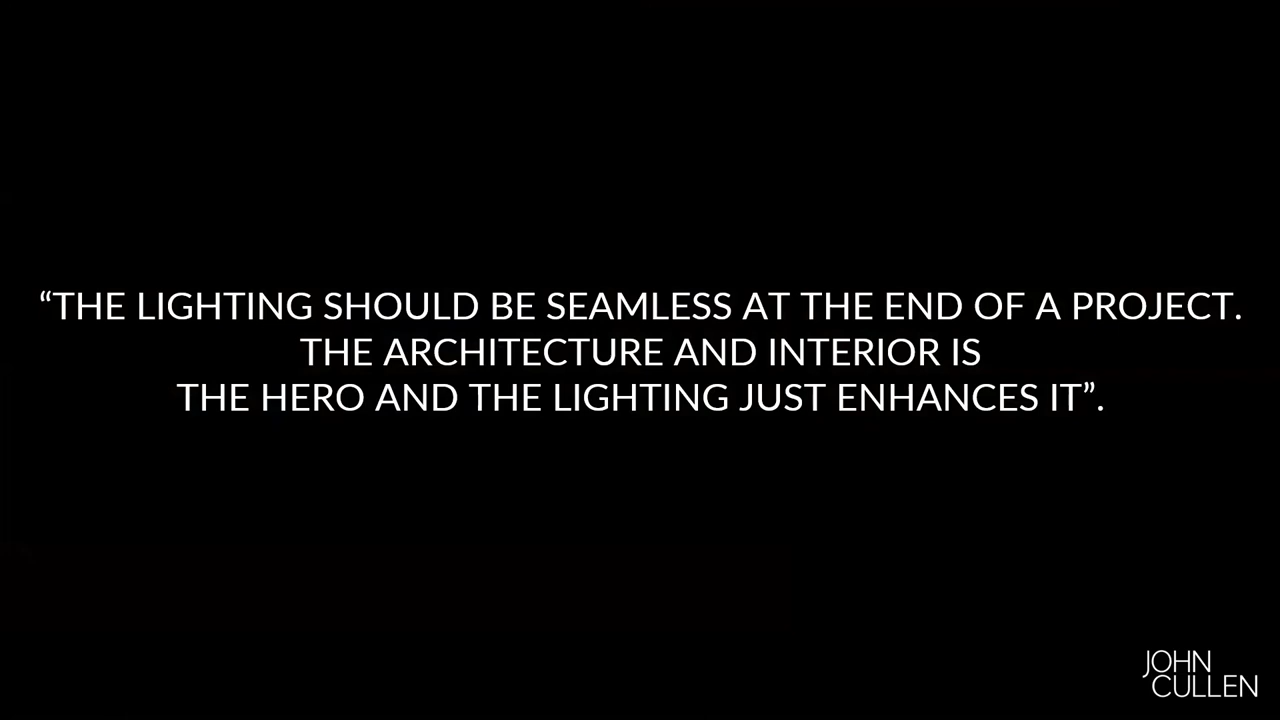 “THE LIGHTING SHOULD BE SEAMLESS AT THE END OF A PROJECT.
THE ARCHITECTURE AND INTERIOR IS
THE HERO AND THE LIGHTING JUST ENHANCES IT”.
JOHN
CULLEN